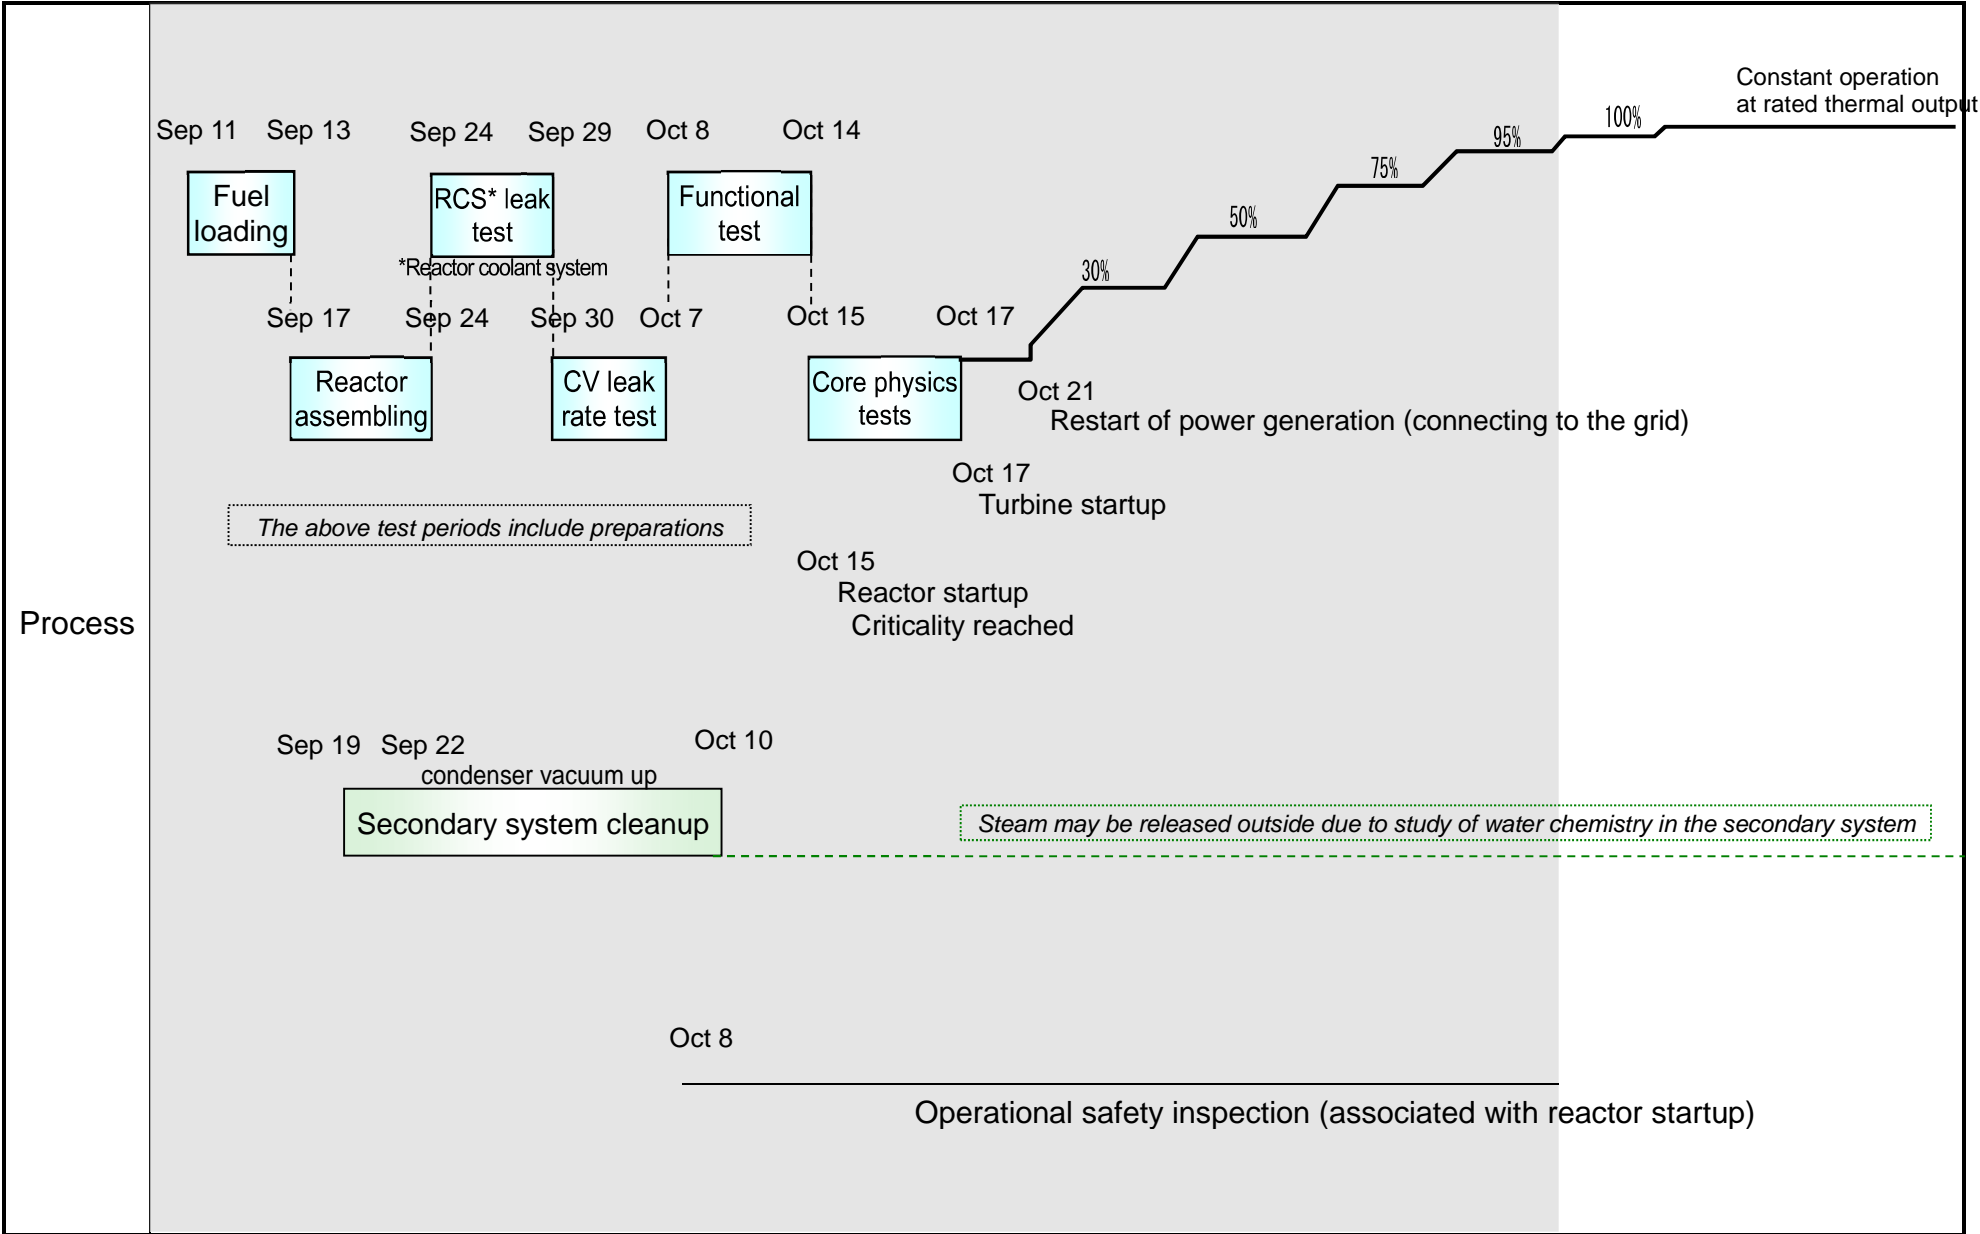 Constant operation
at rated thermal output
100%
95%
75%
50%
30%
Sep 11
Sep 13
Sep 24
Sep 29
Oct 8
Oct 14
Fuel
loading
RCS* leak
test
*Reactor coolant system
Functional
test
Sep 17
Sep 24
Sep 30
Oct 7
Oct 15
Oct 17
Reactor
assembling
CV leak
rate test
Core physics
tests
Oct 21
Restart of power generation (connecting to the grid)
Oct 17
Turbine startup
The above test periods include preparations
Oct 15
Reactor startup
Criticality reached
Process
Sep 19
Sep 22
Oct 10
condenser vacuum up
Secondary system cleanup
Steam may be released outside due to study of water chemistry in the secondary system
Oct 8
Operational safety inspection (associated with reactor startup)